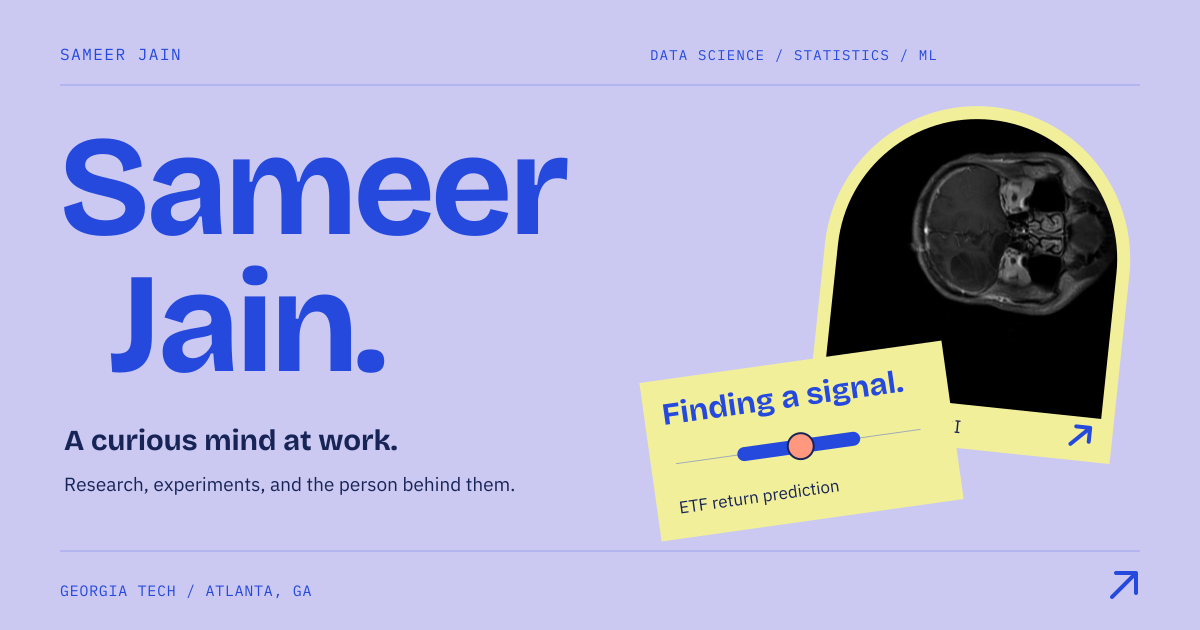 SAMEER JAIN
DATA SCIENCE / STATISTICS / ML
Sameer
Jain.
A curious mind at work.
Research, experiments, and the person behind them.
Finding a signal.
ETF return prediction
GEORGIA TECH / ATLANTA, GA